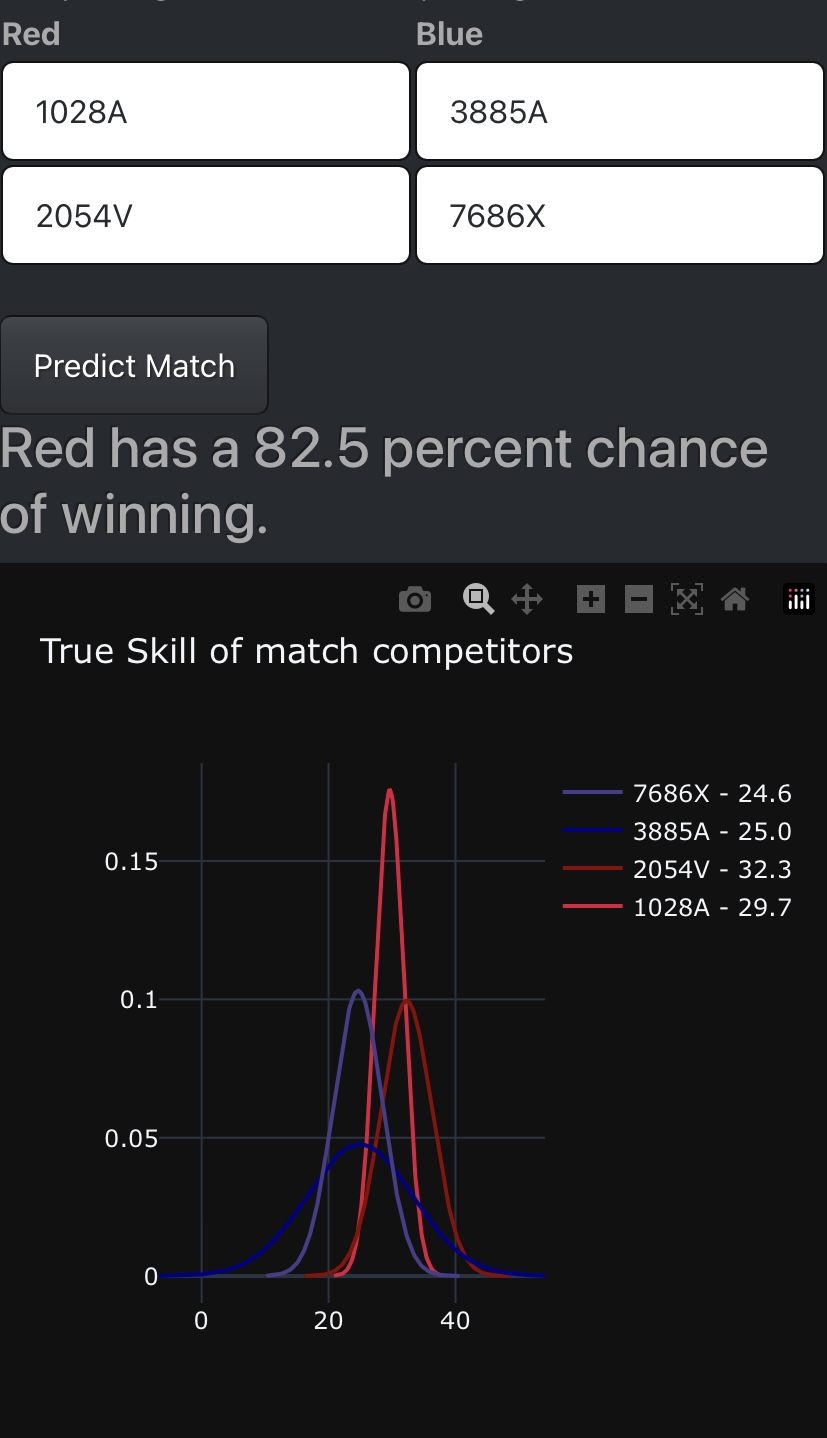 Red
Blue
1028A
3885A
2054V
7686X
Predict Match
Red has a 82.5 percent chance
of winning.
True Skill of match competitors
7686X - 24.6
3885A - 25.0
2054V - 32.3
1028A - 29.7
0.15
0.1
0.05
0
0
20
40